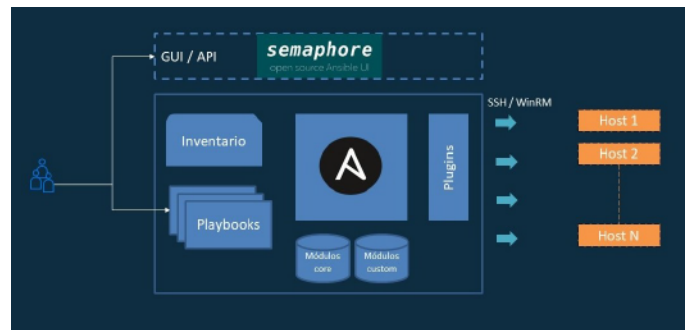 GUI / API
semaphore
open source Ansible UI
SSH / WinRM
Inventario
Plugins
Host 1
Host 2
Playbooks
Host N
Módulos
core
Módulos
custom